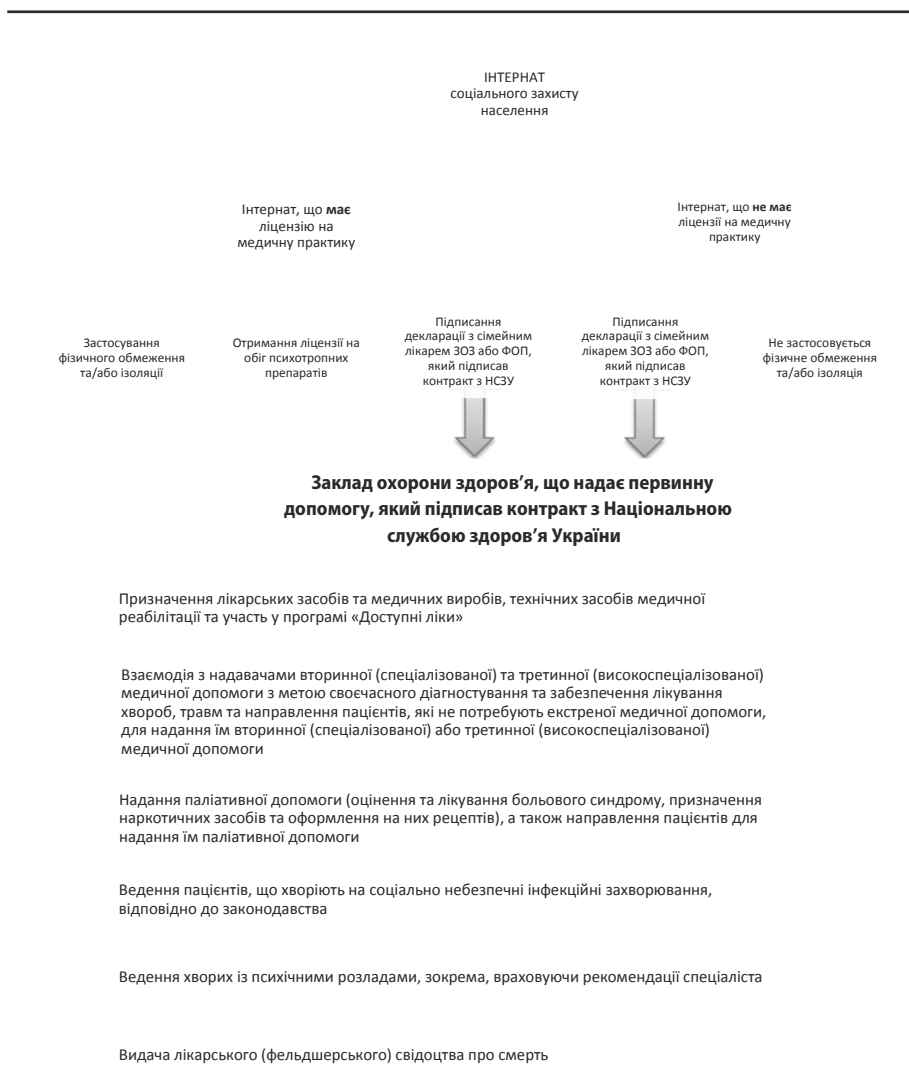 ІНТЕРНАТ
соціального захисту
населення
Інтернат, що має
ліцензію на
медичну практику
Інтернат, що не має
ліцензії на медичну
практику
Застосування
фізичного обмеження
та/або ізоляції
Отримання ліцензії на
обіг психотропних
препаратів
Підписання
декларації з сімейним
лікарем ЗОЗ або ФОП,
який підписав
контракт з НСЗУ
Підписання
декларації з сімейним
лікарем ЗОЗ або ФОП,
який підписав
контракт з НСЗУ
Не застосовується
фізичне обмеження
та/або ізоляція
Заклад охорони здоров’я, що надає первинну
допомогу, який підписав контракт з Національною
службою здоров’я України
Призначення лікарських засобів та медичних виробів, технічних засобів медичної
реабілітації та участь у програмі «Доступні ліки»
Взаємодія з надавачами вторинної (спеціалізованої) та третинної (високоспеціалізованої)
медичної допомоги з метою своєчасного діагностування та забезпечення лікування
хвороб, травм та направлення пацієнтів, які не потребують екстреної медичної допомоги,
для надання їм вторинної (спеціалізованої) або третинної (високоспеціалізованої)
медичної допомоги
Надання паліативної допомоги (оцінення та лікування больового синдрому, призначення
наркотичних засобів та оформлення на них рецептів), а також направлення пацієнтів для
надання їм паліативної допомоги
Ведення пацієнтів, що хворіють на соціально небезпечні інфекційні захворювання,
відповідно до законодавства
Ведення хворих із психічними розладами, зокрема, враховуючи рекомендації спеціаліста
Видача лікарського (фельдшерського) свідоцтва про смерть